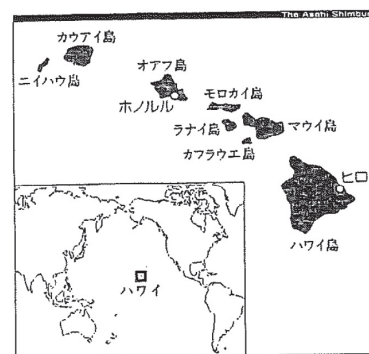 The Asahi Shimbun
カウアイ島
ニイハウ島
オアフ島
ホノルル
モロカイ島
ラナイ島
マウイ島
カフラウエ島
ヒロ
ハワイ島
ハワイ